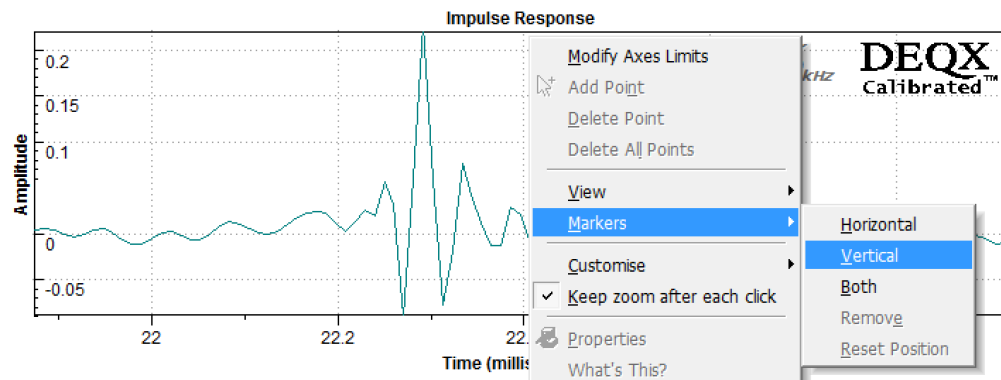 Impulse Response
0.2
0.15
0.1
0
-0.05
Amplitude
22
22.2
22.
Time (millis
kHz
DEQX™
Calibrated
Modify Axes Limits
Add Point
Delete Point
Delete All Points
View
Markers
Customise
Keep zoom after each click
Properties
What's This?
Horizontal
Vertical
Both
Remove
Reset Position